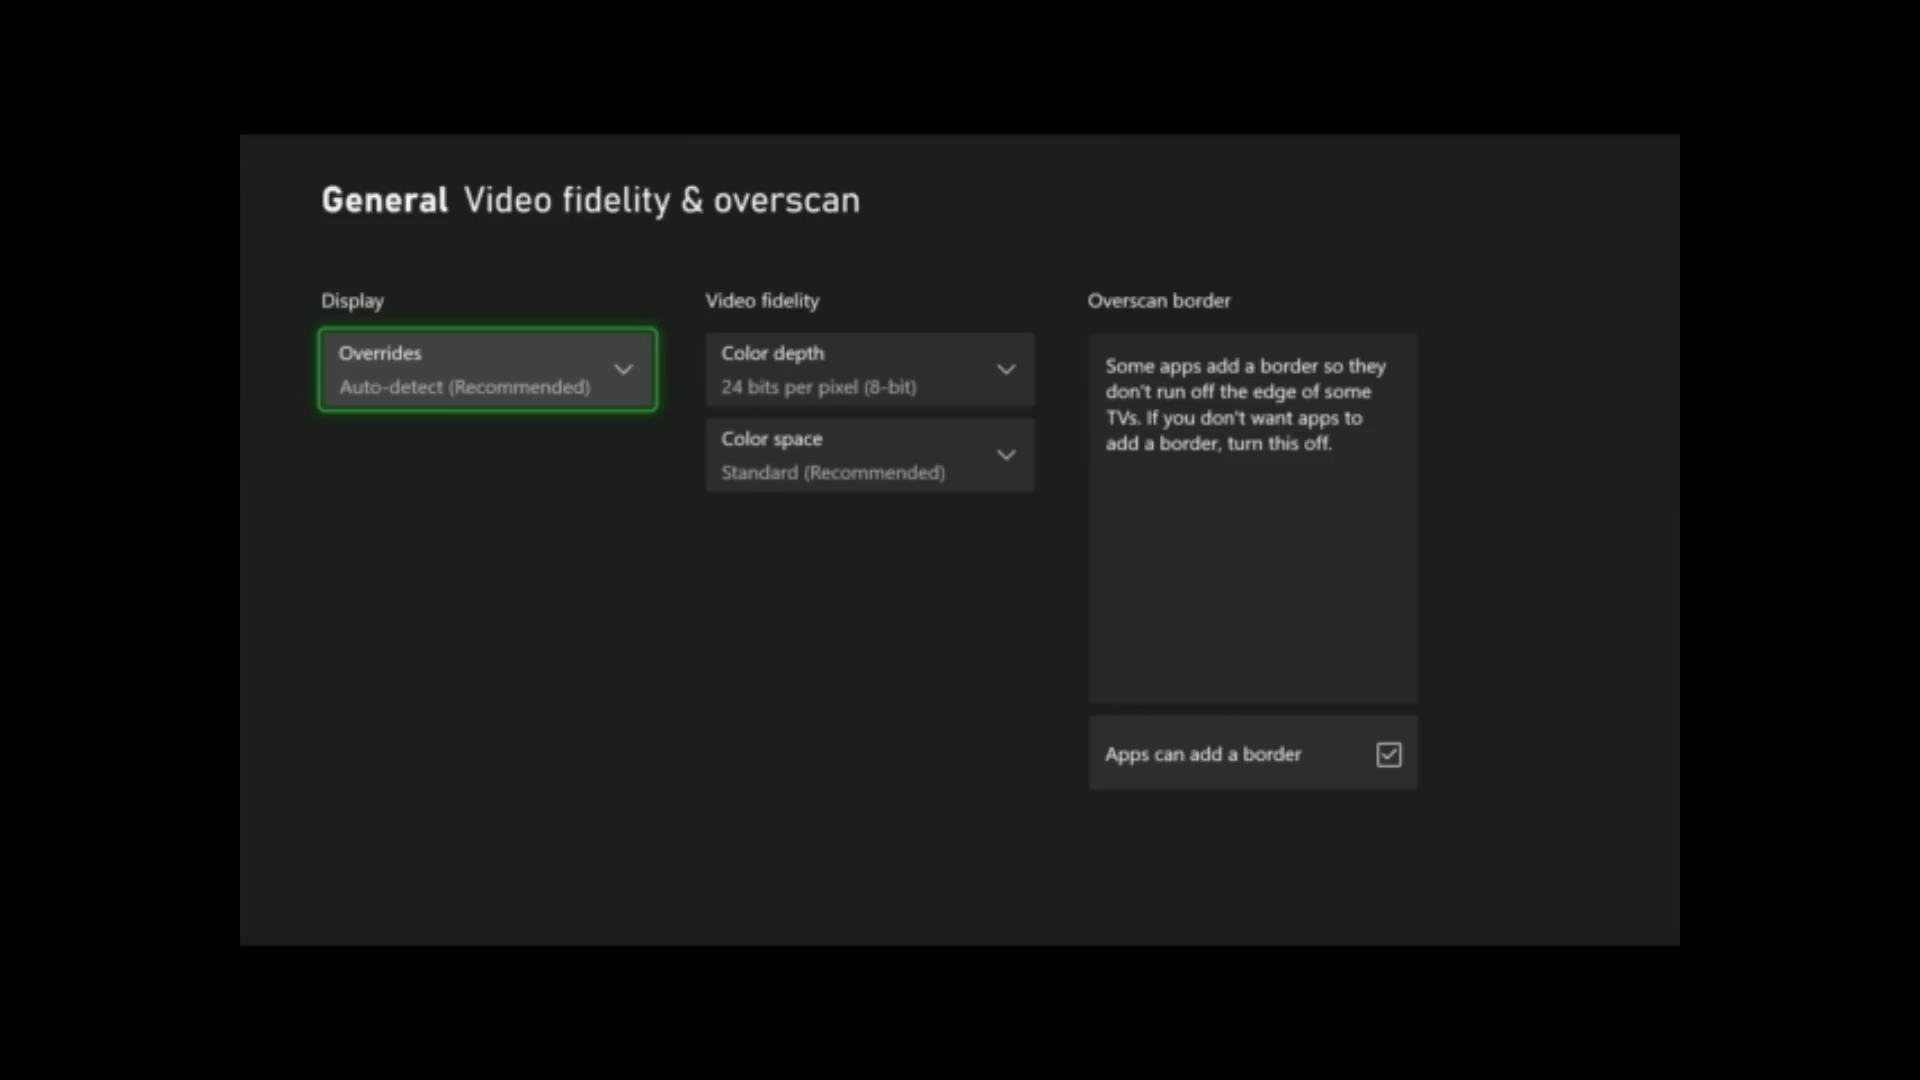 General Video fidelity & overscan
Display
Overrides
Auto-detect (Recommended)
Video fidelity
Color depth
24 bits per pixel (8-bit)
Color space
Standard (Recommended)
Overscan border
Some apps add a border so they
don't run off the edge of some
TVs. If you don't want apps to
add a border, turn this off.
Apps can add a border